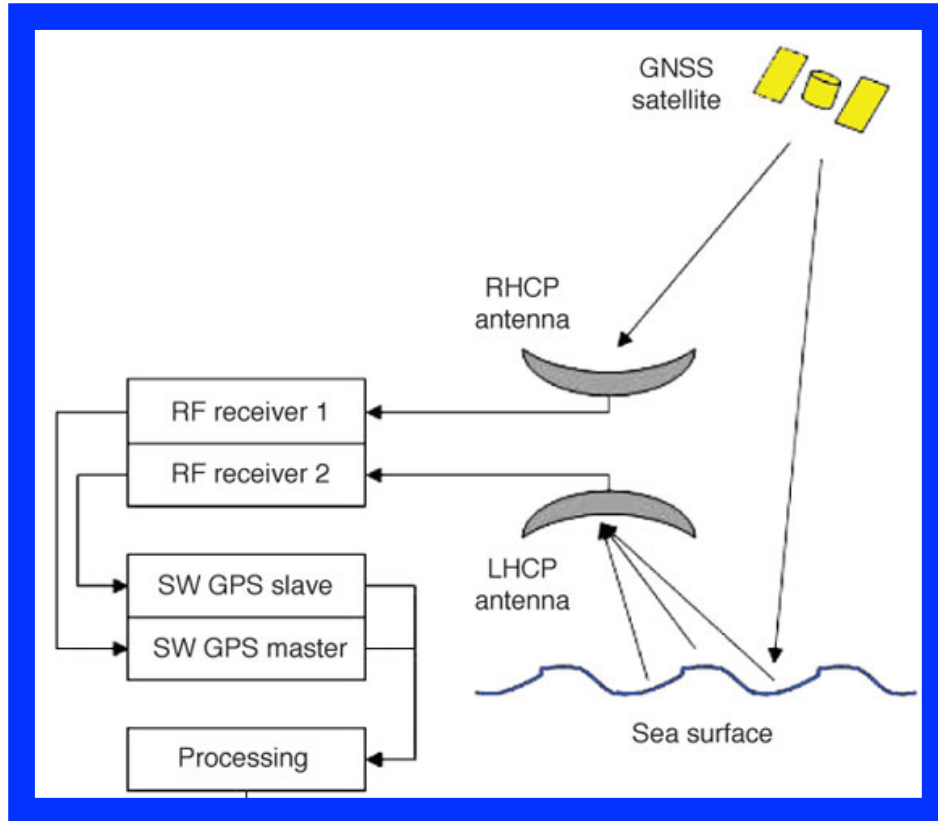 GNSS
satellite
RHCP
antenna
RF receiver 1
RF receiver 2
SW GPS slave
LHCP
antenna
SW GPS master
Sea surface
Processing